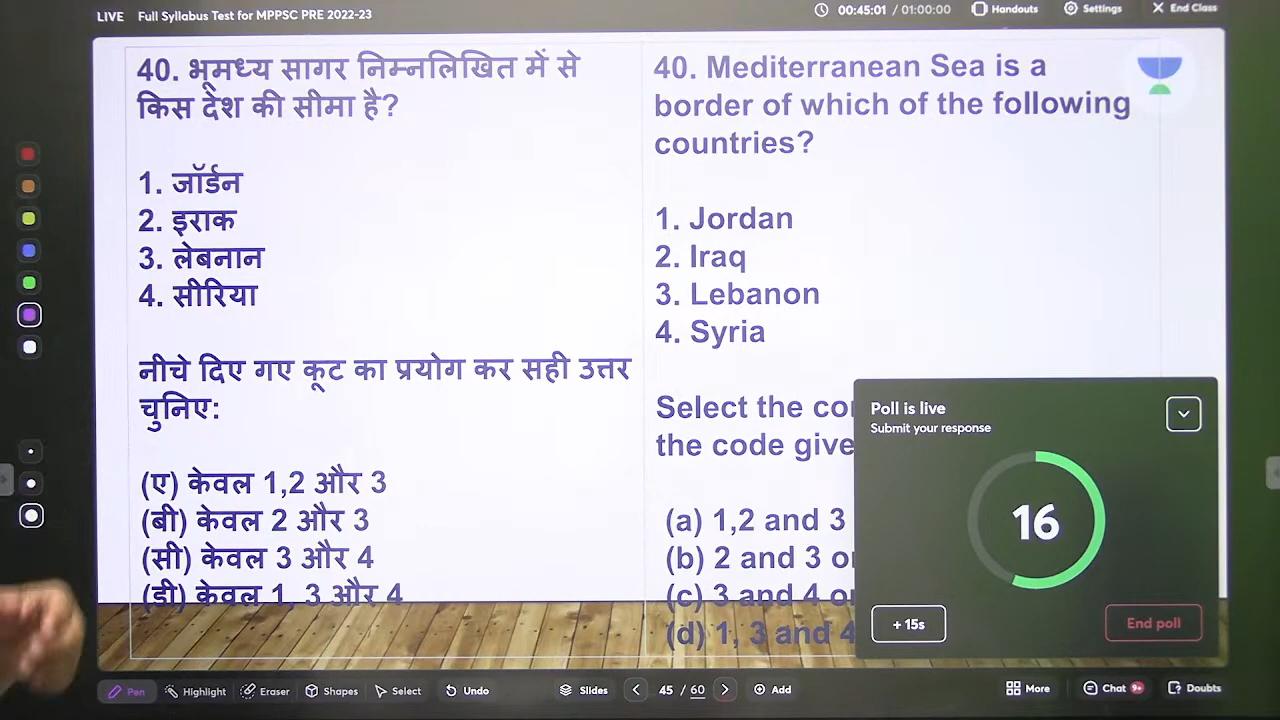 LIVE Full Syllabus Test for MPPSC PRE 2022-23
00:45:01 / 01:00:00 Handouts Settings End Class
40. भूमध्य सागर निम्नलिखित में से
किस देश की सीमा है?
1. जॉर्डन
2. इराक
3. लेबनान
4. सीरिया
नीचे दिए गए कूट का प्रयोग कर सही उत्तर
चुनिए:
(ए) केवल 1,2 और 3
(बी) केवल 2 और 3
(सी) केवल 3 और 4
(डी) केवल 1, 3 और 4
40. Mediterranean Sea is a
border of which of the following
countries?
1. Jordan
2. Iraq
3. Lebanon
4. Syria
Select the
the code
(a) 1,2 and 3
(b) 2 and 3
(c) 3 and 4
(d) 1, 3 and 4
Poll is live
Submit your response
16
+ 15s End poll
Pen Highlight Eraser Shapes Select Undo Slides 45 / 60 Add More Chat 9+ Doubts